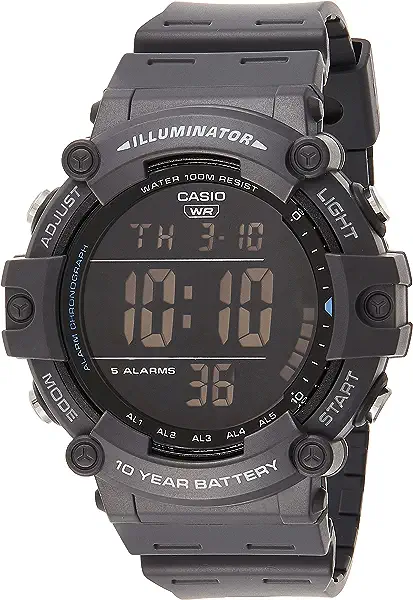 ILLUMINATOR
WATER 100M RESIST
CASIO
WR
ADJUST
LIGHT
TH 3-10
10:10
ALARM CHRONOGRAPH
5 ALARMS
36
MODE
START
AL1 AL2 AL3 AL4 AL5
10 YEAR BATTERY